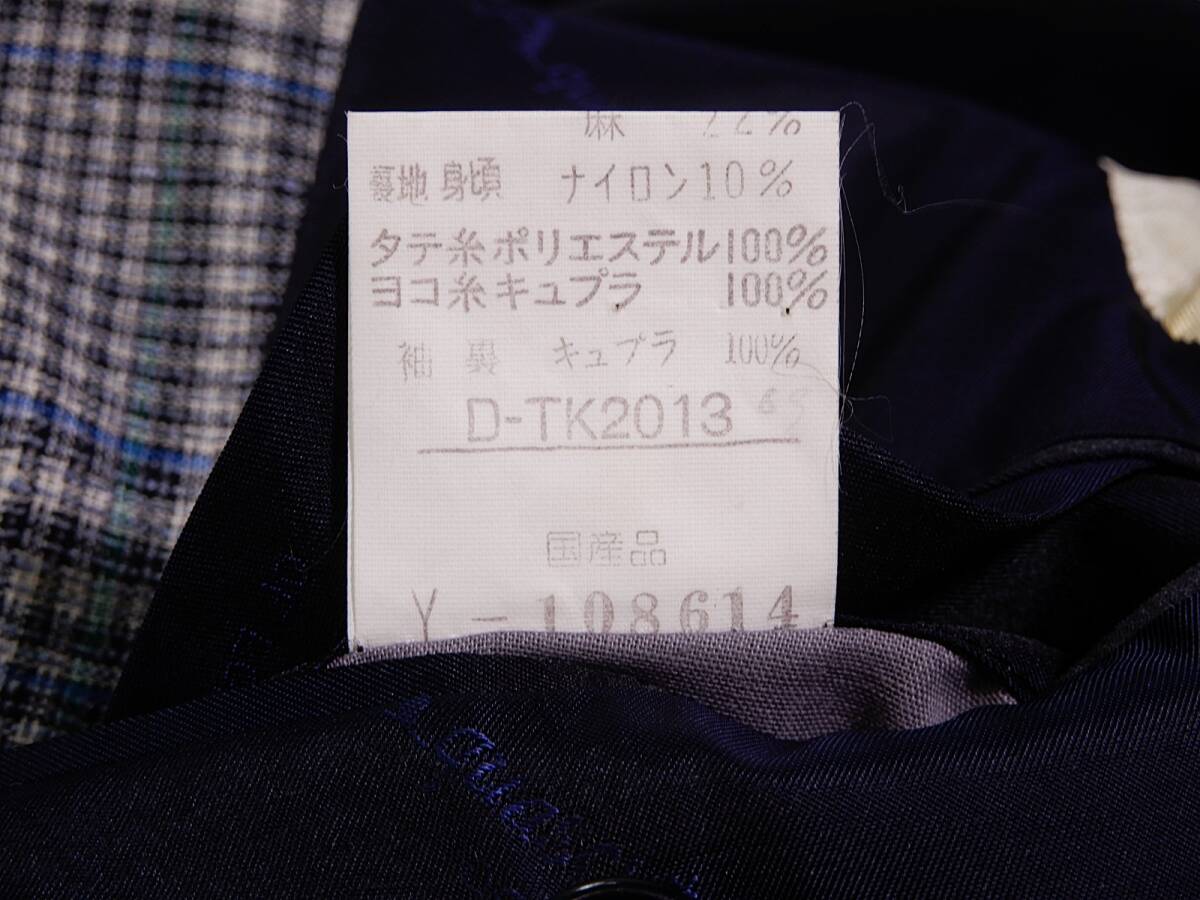 麻 22%
裏地 身頃 ナイロン10%
タテ糸ポリエステル100%
ヨコ糸キュプラ 100%
袖裏 キュプラ 100%
D-TK2013
国産品
Y-108614